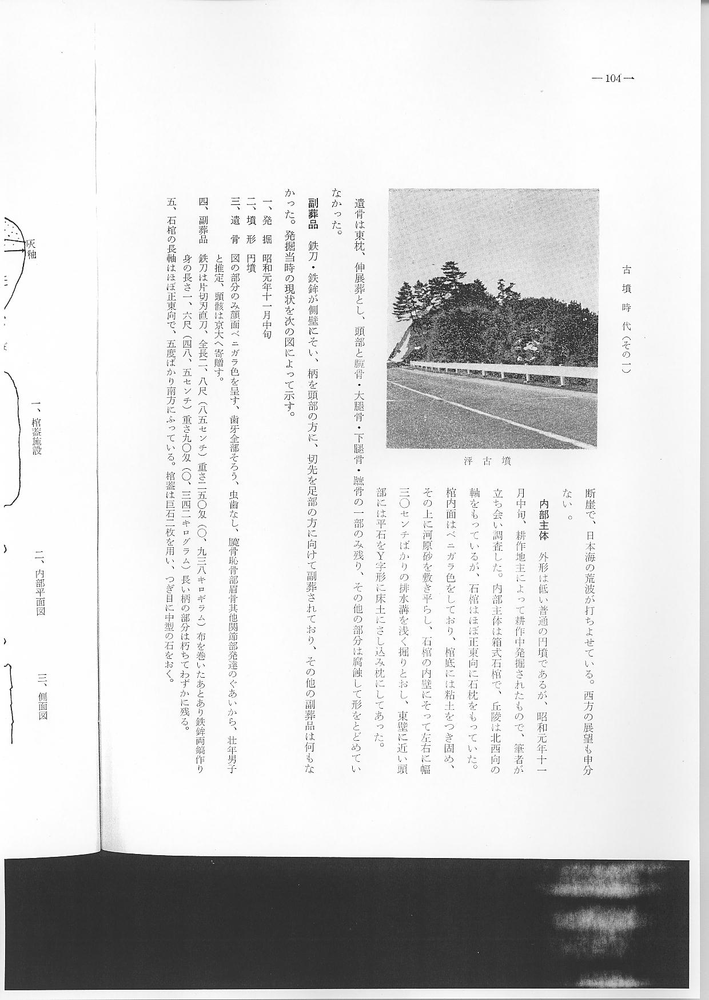 —104—
古墳時代(その一)
泙古墳
断崖で、日本海の荒波が打ちよせている。西方の展望も申分
ない。
内部主体 外形は低い普通の円墳であるが、昭和元年十一
月中旬、耕作地主によって耕作中発掘されたもので、筆者が
立ち会い調査した。内部主体は箱式石棺で、丘陵は北西向の
軸をもっているが、石棺はほぼ正東向に石枕をもっていた。
棺内面はベニガラ色をしており、棺底には粘土をつき固め、
その上に河原砂を敷き平らし、石棺の内壁にそって左右に幅
三〇センチばかりの排水溝を浅く掘りとおし、東壁に近い頭
部には平石をY字形に床土にさし込み枕にしてあった。
遺骨は東枕、伸展葬とし、頭部と臗骨・大腿骨・下腿骨・蹠骨の一部のみ残り、その他の部分は腐蝕して形をとどめてい
なかった。
副葬品 鉄刀・鉄鉾が側壁にそい、柄を頭部の方に、切先を足部の方に向けて副葬されており、その他の副葬品は何もな
かった。発掘当時の現状を次の図によって示す。
一、発掘 昭和元年十一月中旬
二、墳形 円墳
三、遺骨 図の部分のみ顔面ベニガラ色を呈す、歯牙全部そろう、虫歯なし、臗骨恥骨部眉骨其他関節部発達のぐあいから、壮年男子
と推定、頭骸は京大へ寄贈す。
四、副葬品 鉄刀は片切刃直刀、全長二、八尺(八五センチ)重さ二五〇匁(〇、九三八キロギラム)布を巻いたあとあり鉄鉾両鎬作り
身の長さ一、六尺(四八、五センチ)重さ九〇匁(〇、三四二キログラム)長い柄の部分は朽ちてわずかに残る。
五、石棺の長軸はほぼ正東向で、五度ばかり南方にふっている。棺蓋は巨石二枚を用い、つぎ目に中型の石をおく。
灰釉
一、棺蓋施設
二、内部平面図
三、側面図